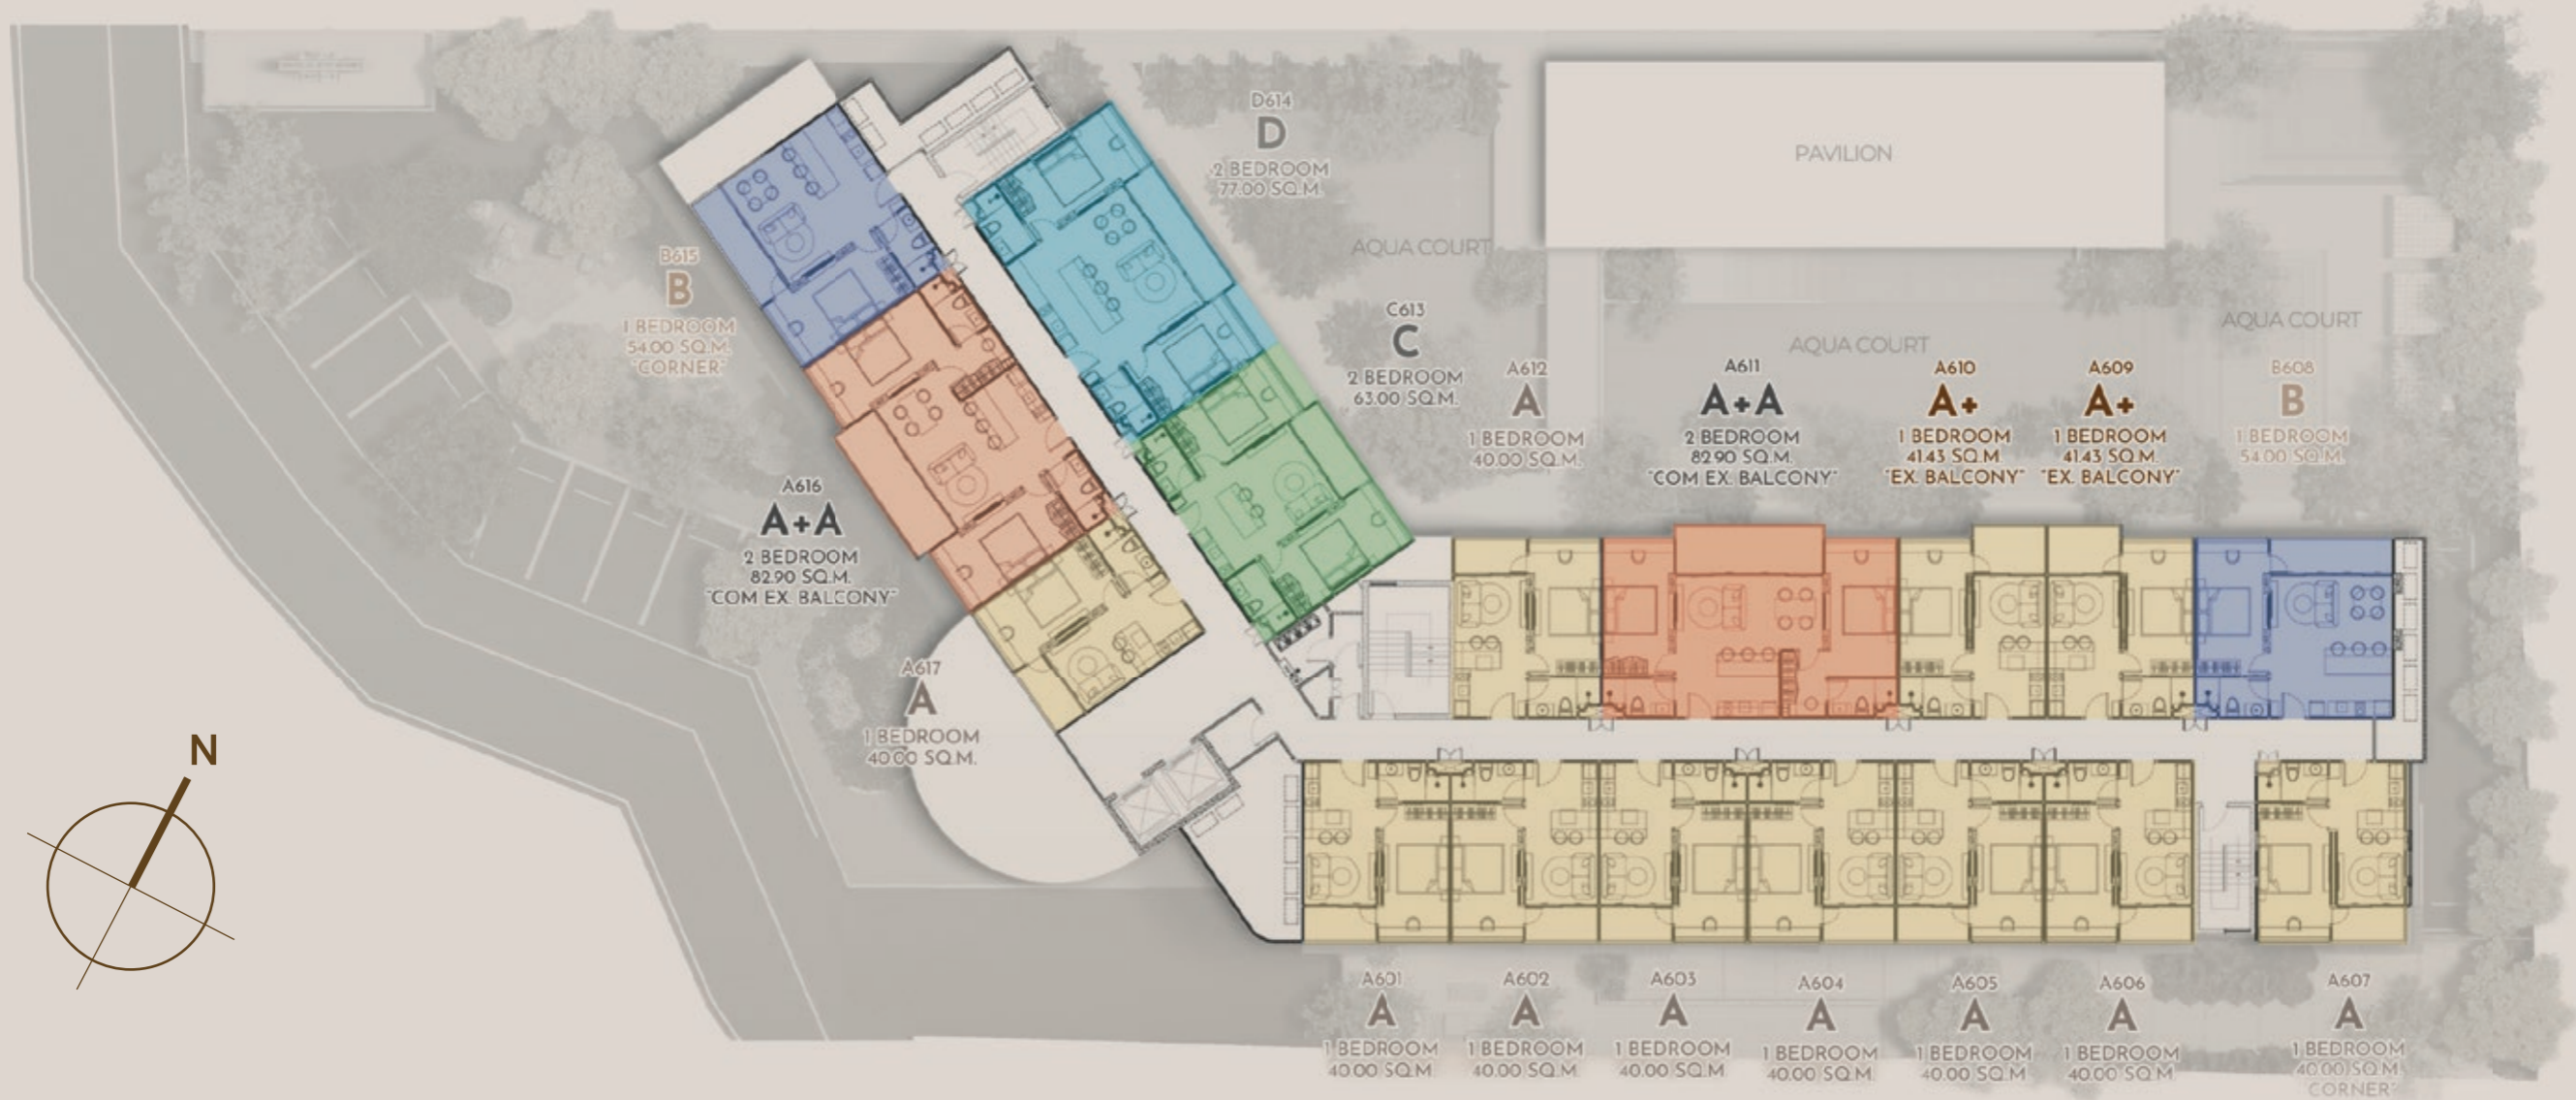 D614
D
2 BEDROOM
77.00 SQ.M.
PAVILION
AQUA COURT
B615
B
1 BEDROOM
54.00 SQ.M.
"CORNER"
C613
C
2 BEDROOM
63.00 SQ.M.
AQUA COURT
AQUA COURT
A612
A
1 BEDROOM
40.00 SQ.M.
A611
A+A
2 BEDROOM
82.90 SQ.M.
"COM EX. BALCONY"
A610
A+
1 BEDROOM
41.43 SQ.M.
"EX. BALCONY"
A609
A+
1 BEDROOM
41.43 SQ.M.
"EX. BALCONY"
B608
B
1 BEDROOM
54.00 SQ.M.
A616
A+A
2 BEDROOM
82.90 SQ.M.
"COM EX. BALCONY"
A617
A
1 BEDROOM
40.00 SQ.M.
N
A601
A
1 BEDROOM
40.00 SQ.M
A602
A
1 BEDROOM
40.00 SQ.M.
A603
A
1 BEDROOM
40.00 SQ.M
A604
A
1 BEDROOM
40.00 SQ.M.
A605
A
1 BEDROOM
40.00 SQ.M
A606
A
1 BEDROOM
40.00 SQ.M.
A607
A
1 BEDROOM
40.00 SQ.M.
CORNER"